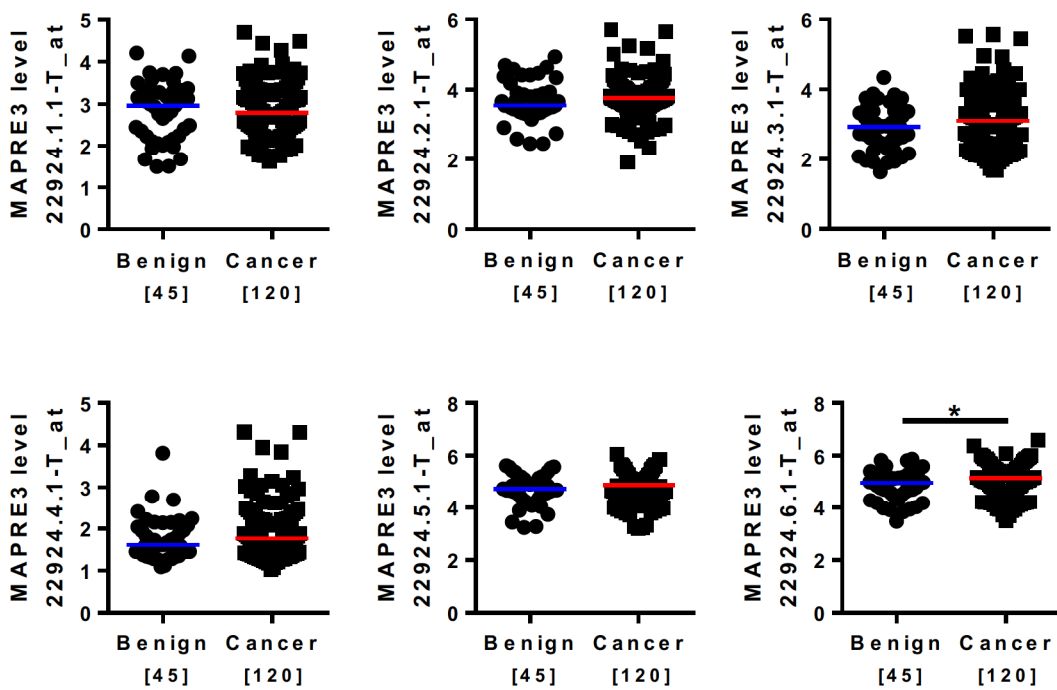 MAPRE3 level
22924.1.1-T_at
5
4
3
2
1
0
Benign Cancer
[45] [120]
MAPRE3 level
22924.2.1-T_at
6
4
2
0
Benign Cancer
[45] [120]
MAPRE3 level
22924.3.1-T_at
6
4
2
0
Benign Cancer
[45] [120]
MAPRE3 level
22924.4.1-T_at
5
4
3
2
1
0
Benign Cancer
[45] [120]
MAPRE3 level
22924.5.1-T_at
8
6
4
2
0
Benign Cancer
[45] [120]
MAPRE3 level
22924.6.1-T_at
8
6
4
2
0
*
Benign Cancer
[45] [120]